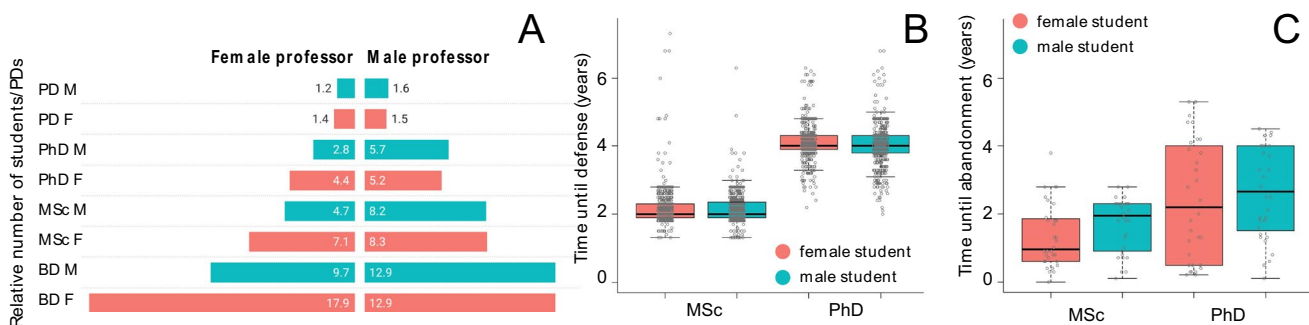 A
Female professor Male professor
Relative number of students/PDs
PD M 1.2 1.6
PD F 1.4 1.5
PhD M 2.8 5.7
PhD F 4.4 5.2
MSc M 4.7 8.2
MSc F 7.1 8.3
BD M 9.7 12.9
BD F 17.9 12.9
B
Time until defense (years)
6
4
2
0
female student
male student
MSc PhD
C
female student
male student
Time until abandonment (years)
6
4
2
0
MSc PhD